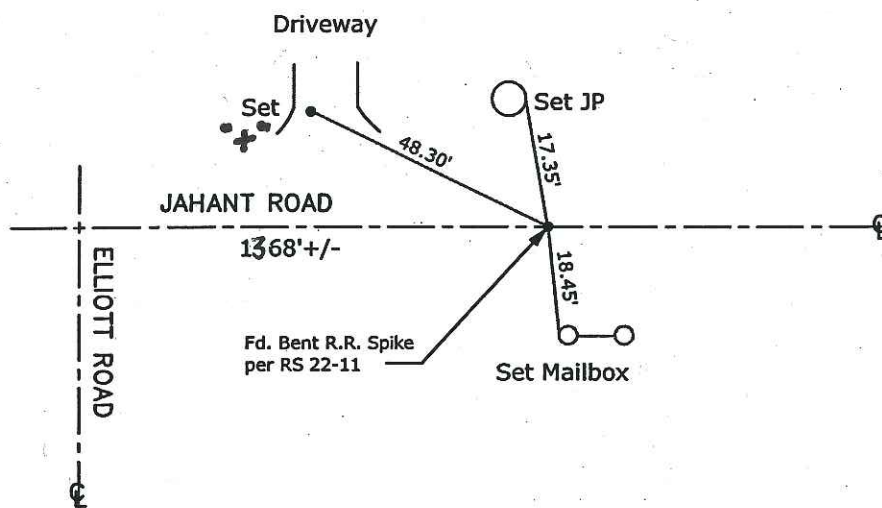 Driveway
Set
"+"
Set JP
48.30'
17.35'
JAHANT ROAD
1368'+/-
℄
ELLIOTT ROAD
18.45'
Fd. Bent R.R. Spike
per RS 22-11
Set Mailbox
℄